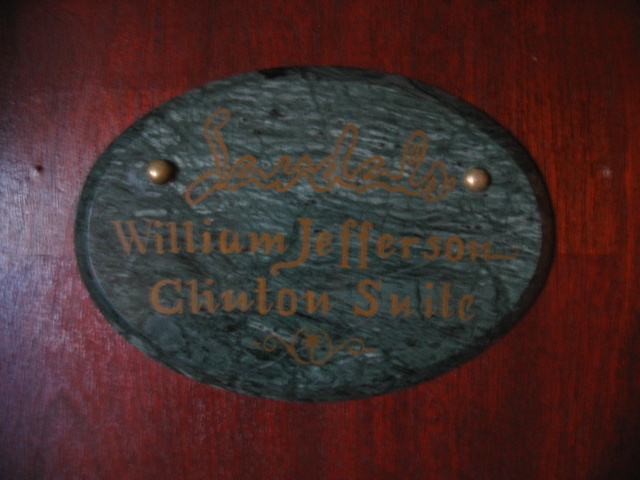 Sandals
William Jefferson
Clinton Suite